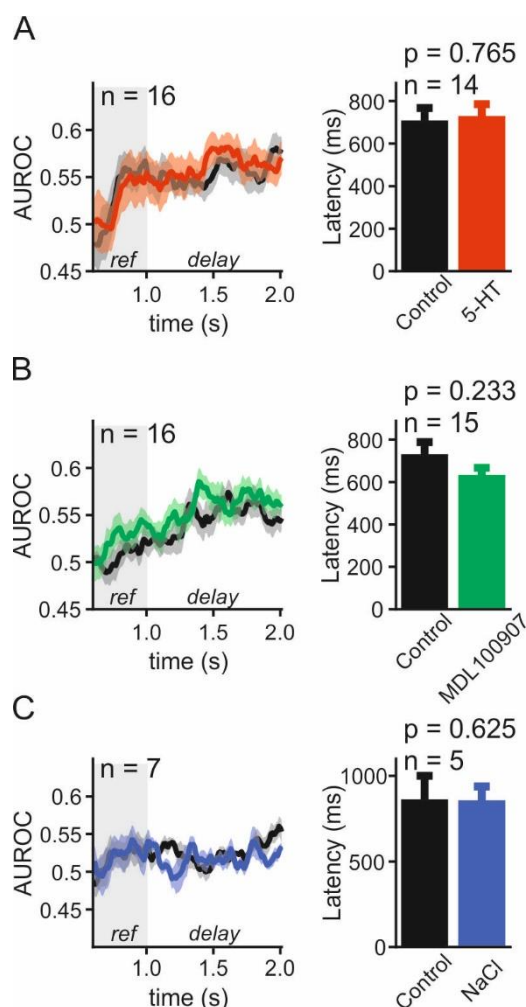 A
p = 0.765
n = 16
n = 14
0.6
0.55
0.5
0.45
AUROC
ref
delay
1.0
1.5
2.0
time (s)
800
600
400
200
0
Latency (ms)
Control
5-HT
B
p = 0.233
n = 16
n = 15
0.6
0.55
0.5
0.45
AUROC
ref
delay
1.0
1.5
2.0
time (s)
800
600
400
200
0
Latency (ms)
Control
MDL100907
C
p = 0.625
n = 7
n = 5
0.6
0.55
0.5
0.45
AUROC
ref
delay
1.0
1.5
2.0
time (s)
1000
500
0
Latency (ms)
Control
NaCl